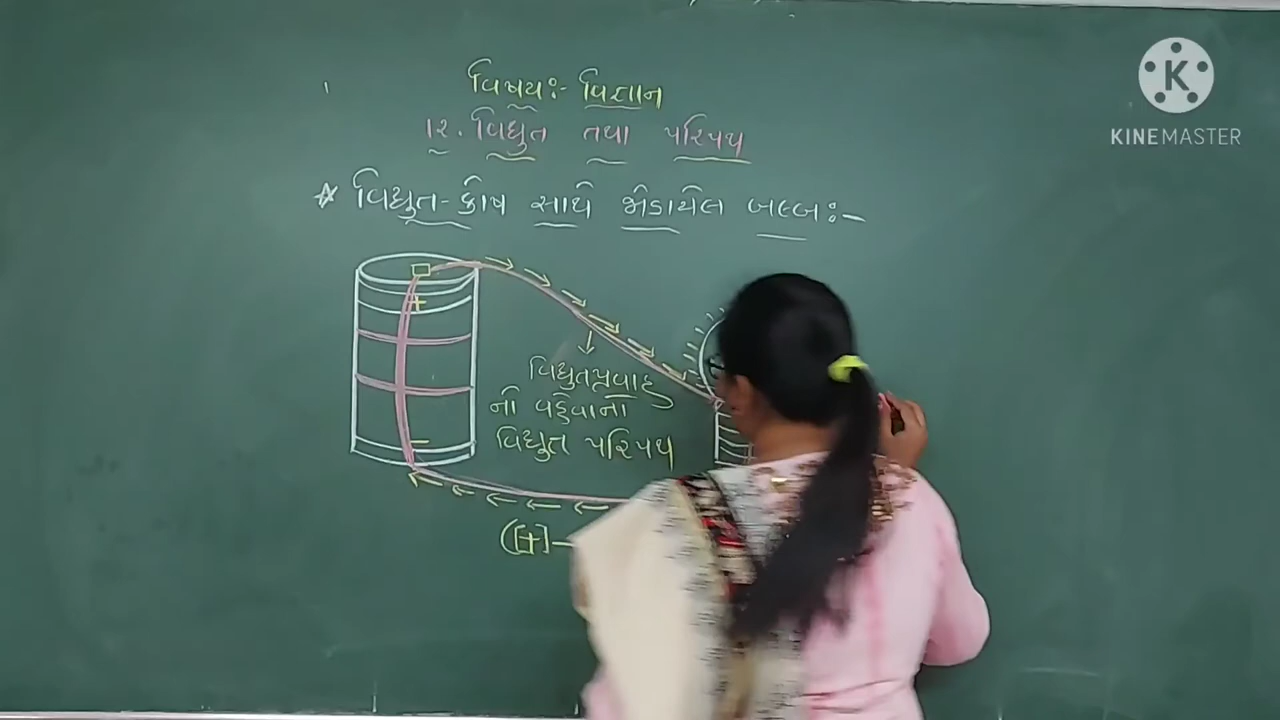 વિષય:- વિજ્ઞાન
૧૨. વિદ્યુત તથા પરિપથ
☆ વિદ્યુત-કોષ સાથે જોડાયેલ બલ્બ:-
+
વિદ્યુતપ્રવાહ
ની વહેવાનો
વિદ્યુત પરિપથ
–
([+]—
K
KINEMASTER